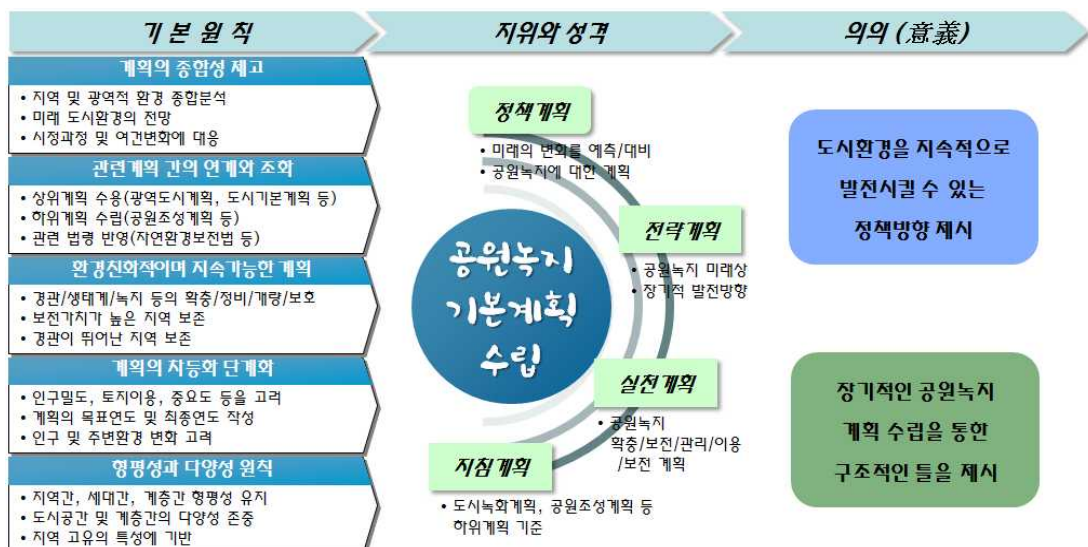 기본원칙
지위와 성격
의의 (意義)
계획의 종합성 제고
• 지역 및 광역적 환경 종합분석
• 미래 도시환경의 전망
• 시정과정 및 여건변화에 대응
관련계획 간의 연계와 조화
• 상위계획 수용(광역도시계획, 도시기본계획 등)
• 하위계획 수립(공원조성계획 등)
• 관련 법령 반영(자연환경보전법 등)
환경친화적이며 지속가능한 계획
• 경관/생태계/녹지 등의 확충/정비/개량/보호
• 보전가치가 높은 지역 보존
• 경관이 뛰어난 지역 보존
계획의 차등화 단계화
• 인구밀도, 토지이용, 중요도 등을 고려
• 계획의 목표연도 및 최종연도 작성
• 인구 및 주변환경 변화 고려
형평성과 다양성 원칙
• 지역간, 세대간, 계층간 형평성 유지
• 도시공간 및 계층간의 다양성 존중
• 지역 고유의 특성에 기반
공원녹지
기본계획
수립
정책계획
• 미래의 변화를 예측/대비
• 공원녹지에 대한 계획
전략계획
• 공원녹지 미래상
• 장기적 발전방향
실천계획
• 공원녹지
확충/보전/관리/이용
/보전 계획
지침계획
• 도시녹화계획, 공원조성계획 등
하위계획 기준
도시환경을 지속적으로
발전시킬 수 있는
정책방향 제시
장기적인 공원녹지
계획 수립을 통한
구조적인 틀을 제시